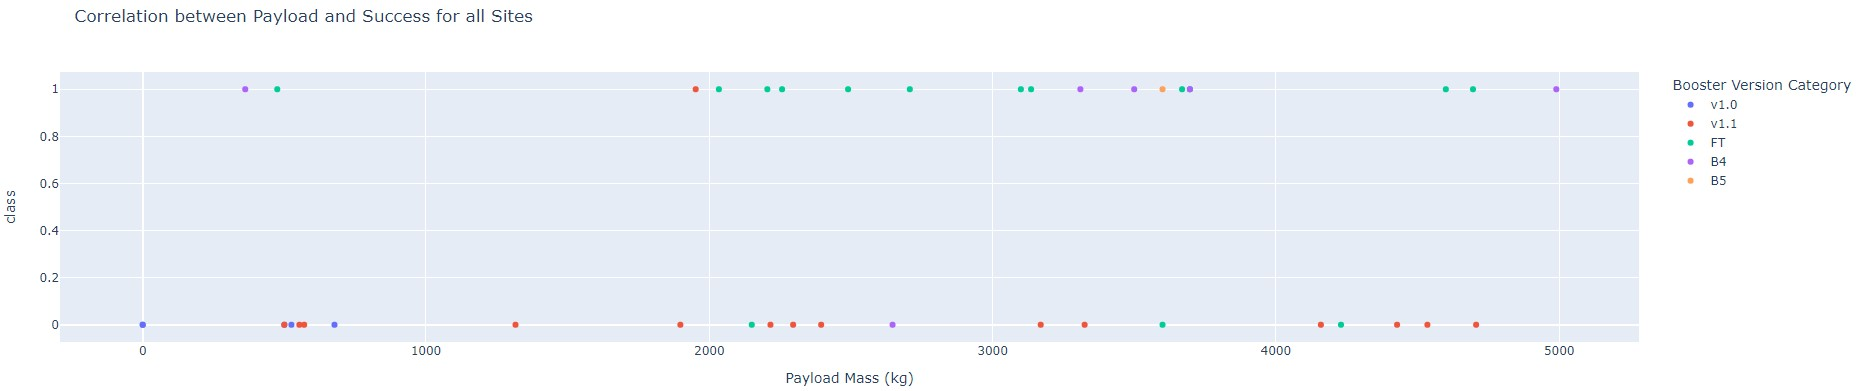 Correlation between Payload and Success for all Sites
Booster Version Category
v1.0
v1.1
FT
B4
B5
1
0.8
0.6
0.4
0.2
0
class
0 1000 2000 3000 4000 5000
Payload Mass (kg)